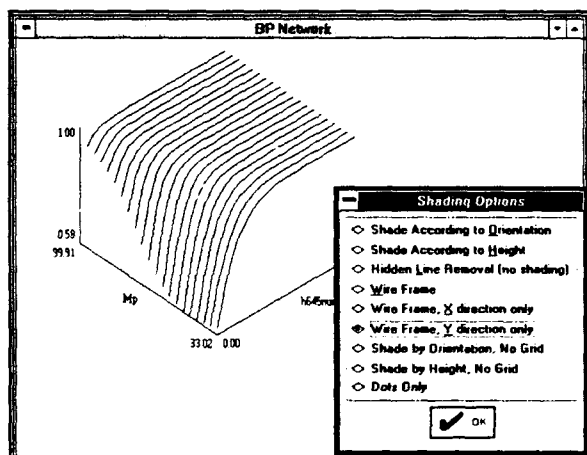 BP Network
1.00
0.59
99.91
Mp
33.02 0.00
Shading Options
Shade According to Orientation
Shade According to Height
Hidden Line Removal (no shading)
Wire Frame
Wire Frame, X direction only
Wire Frame, Y direction only
Shade by Orientation, No Grid
Shade by Height, No Grid
Dots Only
OK